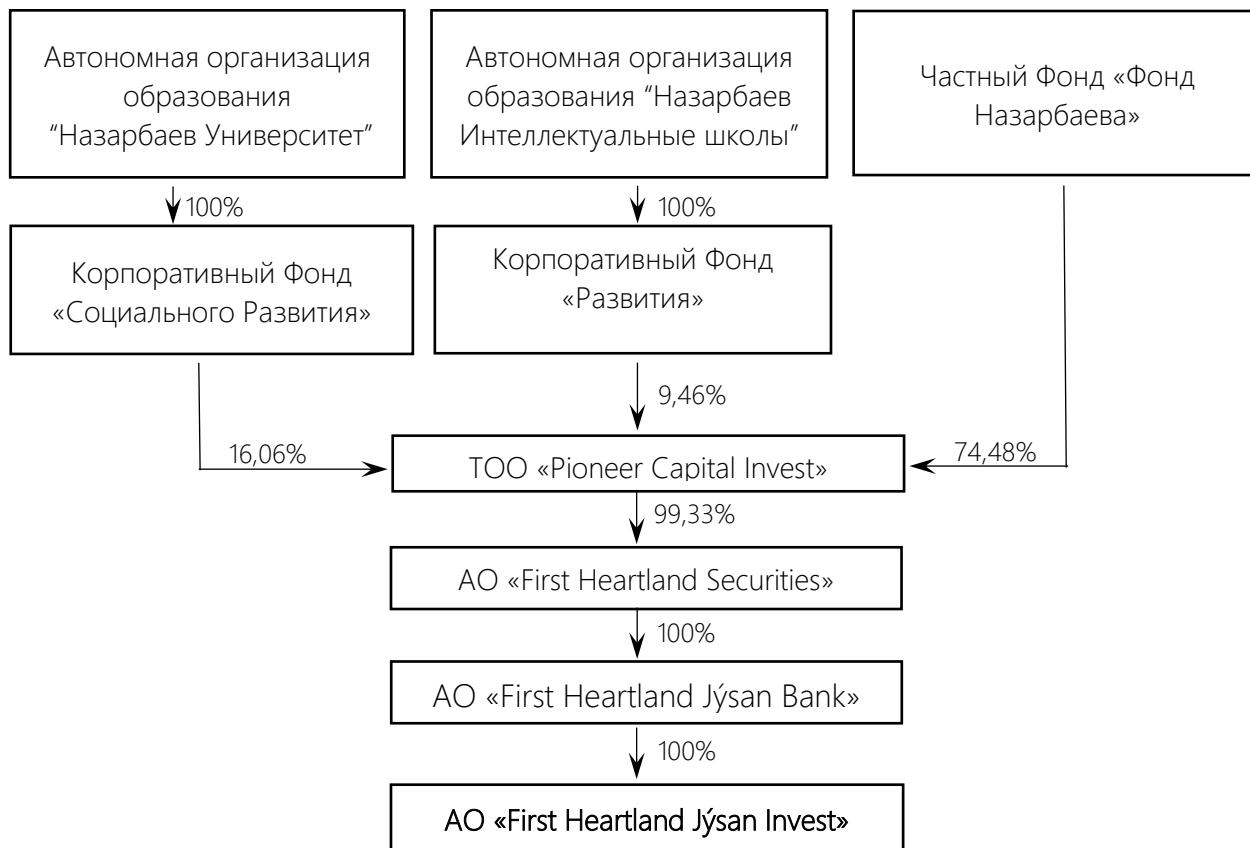 Автономная организация
образования
“Назарбаев Университет”
Автономная организация
образования “Назарбаев
Интеллектуальные школы”
Частный Фонд «Фонд
Назарбаева»
100%
100%
Корпоративный Фонд
«Социального Развития»
Корпоративный Фонд
«Развития»
9,46%
16,06%
ТОО «Pioneer Capital Invest»
74,48%
99,33%
АО «First Heartland Securities»
100%
АО «First Heartland Jýsan Bank»
100%
АО «First Heartland Jýsan Invest»